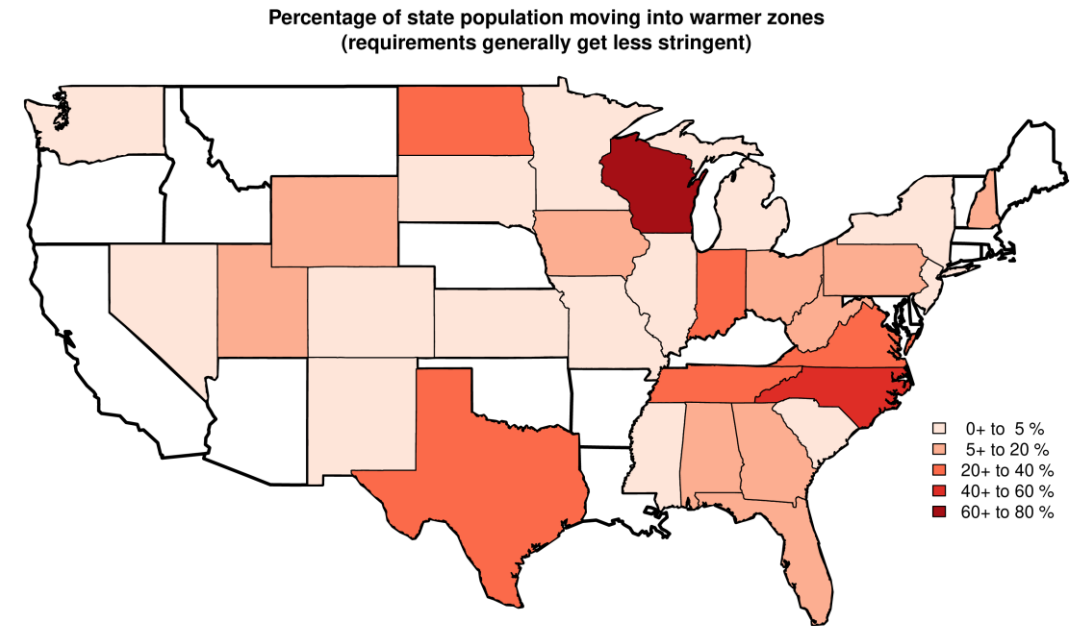 Percentage of state population moving into warmer zones
(requirements generally get less stringent)
0+ to 5 %
5+ to 20 %
20+ to 40 %
40+ to 60 %
60+ to 80 %